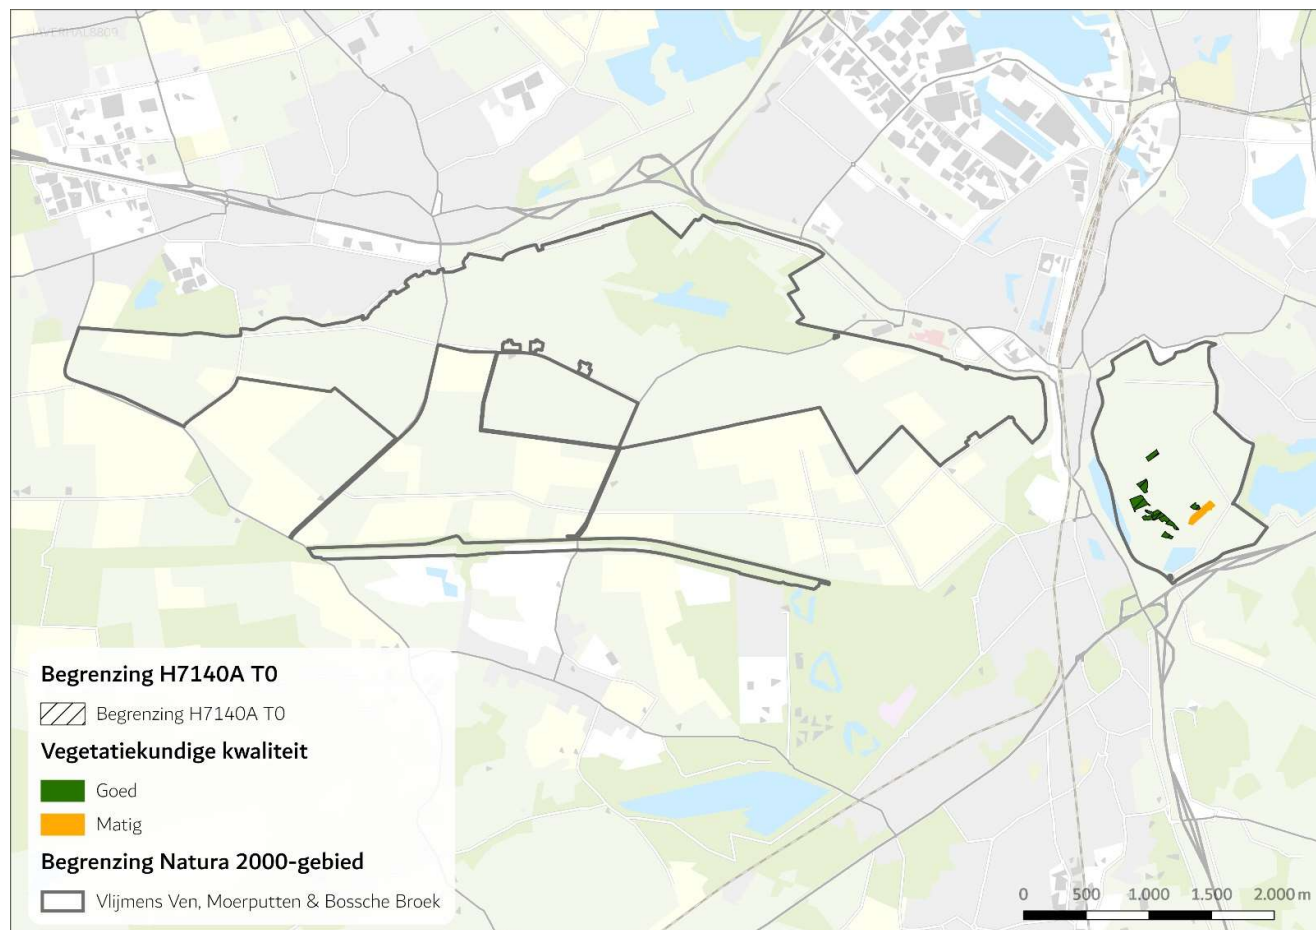 Begrenzing H7140A T0
Begrenzing H7140A T0
Vegetatiekundige kwaliteit
Goed
Matig
Begrenzing Natura 2000-gebied
Vlijmens Ven, Moerputten & Bossche Broek
0 500 1.000 1.500 2.000 m